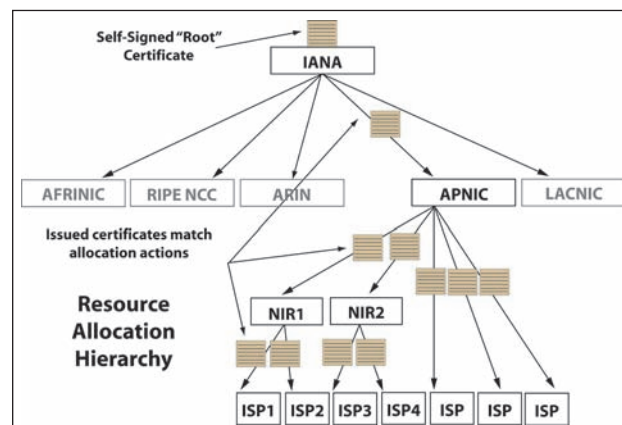 Self-Signed “Root”
Certificate
IANA
AFRINIC
RIPE NCC
ARIN
APNIC
LACNIC
Issued certificates match
allocation actions
Resource
Allocation
Hierarchy
NIR1
NIR2
ISP1
ISP2
ISP3
ISP4
ISP
ISP
ISP